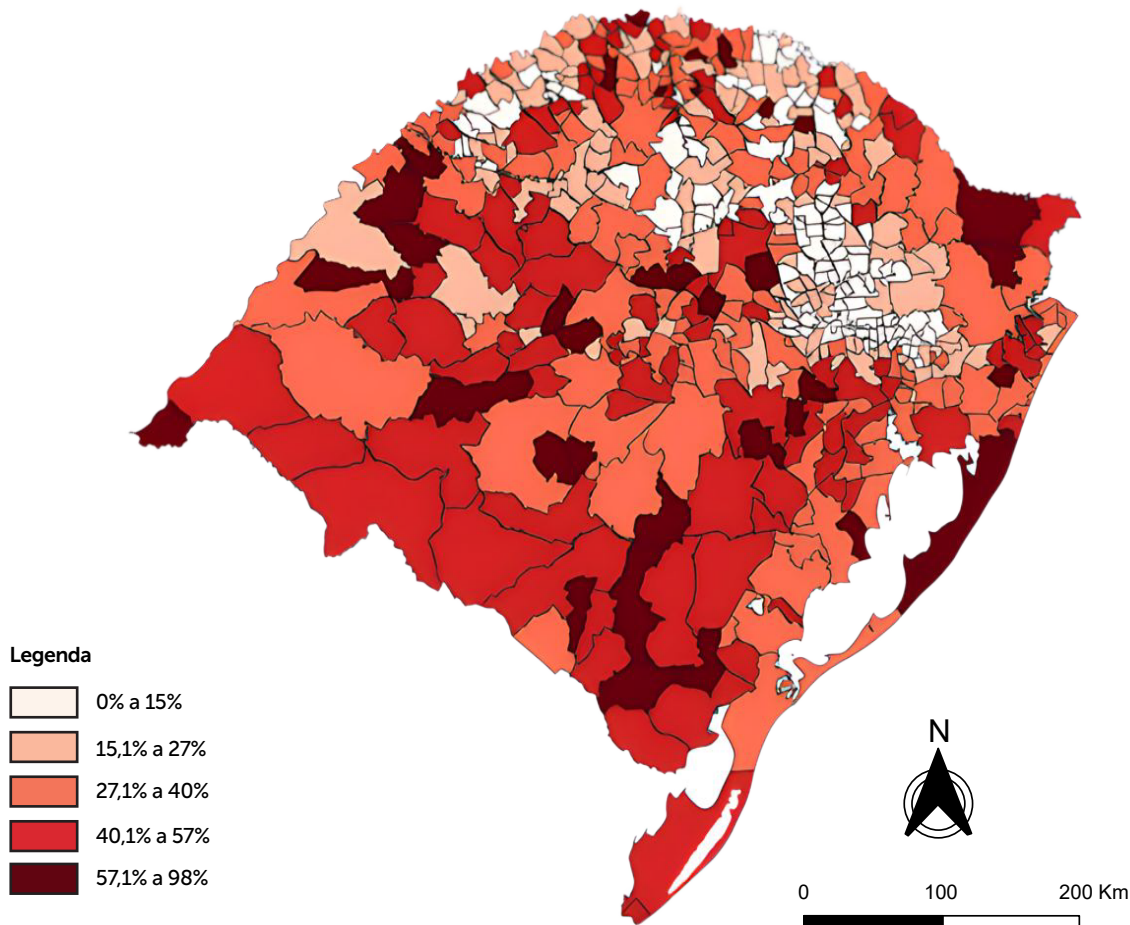 Legenda
0% a 15%
15,1% a 27%
27,1% a 40%
40,1% a 57%
57,1% a 98%
N
0 100 200 Km